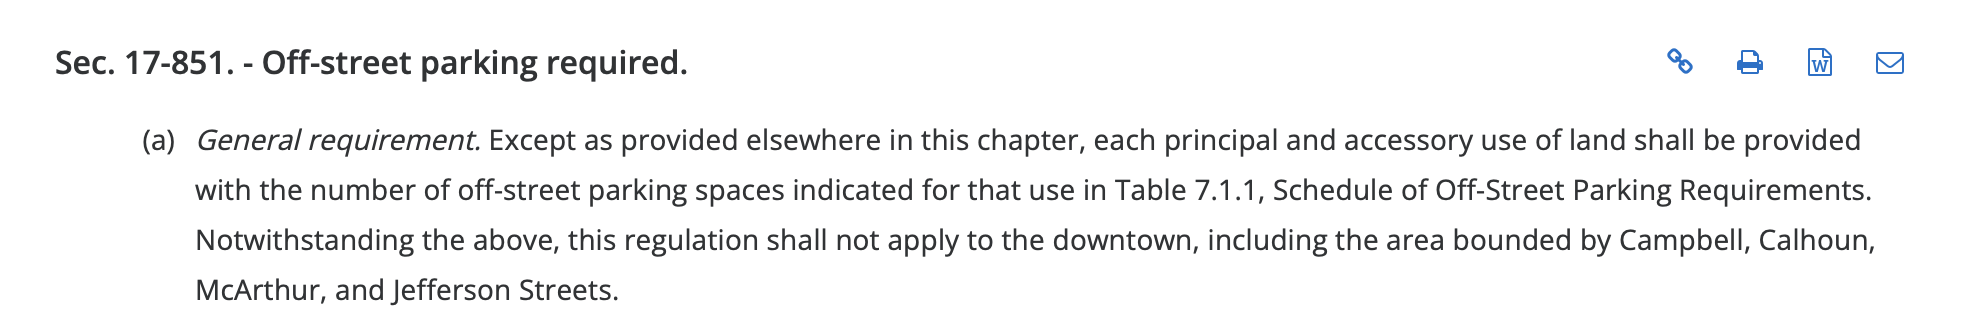 Sec. 17-851. - Off-street parking required.
W
(a) General requirement. Except as provided elsewhere in this chapter, each principal and accessory use of land shall be provided
with the number of off-street parking spaces indicated for that use in Table 7.1.1, Schedule of Off-Street Parking Requirements.
Notwithstanding the above, this regulation shall not apply to the downtown, including the area bounded by Campbell, Calhoun,
McArthur, and Jefferson Streets.